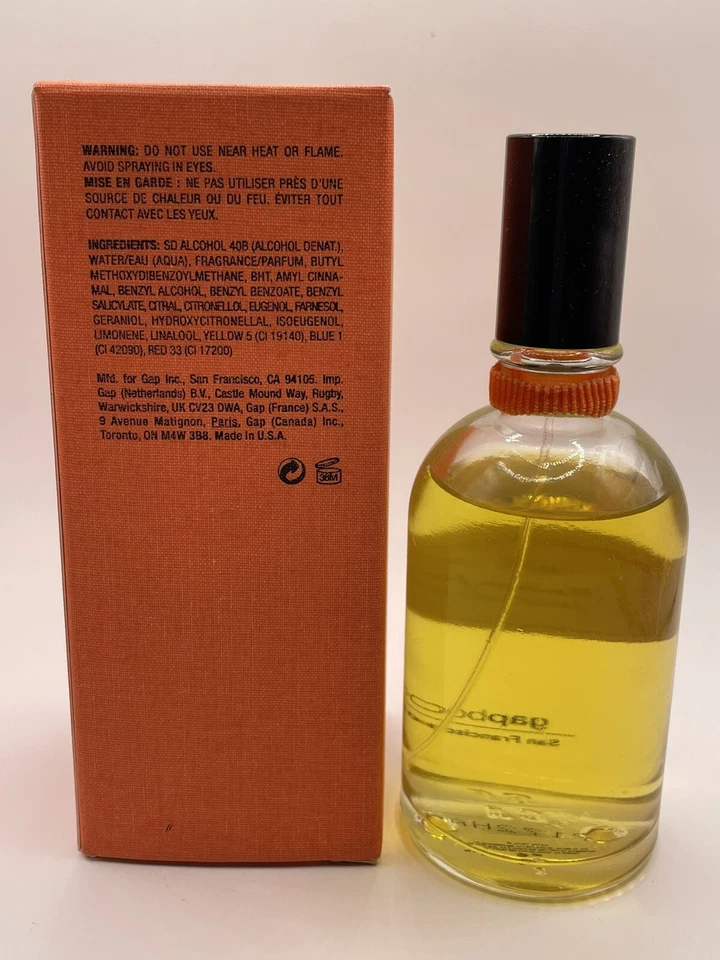 WARNING: DO NOT USE NEAR HEAT OR FLAME.
AVOID SPRAYING IN EYES.
MISE EN GARDE : NE PAS UTILISER PRÈS D'UNE
SOURCE DE CHALEUR OU DU FEU. ÉVITER TOUT
CONTACT AVEC LES YEUX.
INGREDIENTS: SD ALCOHOL 40B (ALCOHOL DENAT.),
WATER/EAU (AQUA), FRAGRANCE/PARFUM, BUTYL
METHOXYDIBENZOYLMETHANE, BHT, AMYL CINNA-
MAL, BENZYL ALCOHOL, BENZYL BENZOATE, BENZYL
SALICYLATE, CITRAL, CITRONELLOL, EUGENOL, FARNESOL,
GERANIOL, HYDROXYCITRONELLAL, ISOEUGENOL,
LIMONENE, LINALOOL, YELLOW 5 (CI 19140), BLUE 1
(CI 42090), RED 33 (CI 17200)
Mfd. for Gap Inc., San Francisco, CA 94105. Imp.
Gap (Netherlands) B.V., Castle Mound Way, Rugby,
Warwickshire, UK CV23 0WA, Gap (France) S.A.S.,
9 Avenue Matignon, Paris, Gap (Canada) Inc.,
Toronto, ON M4W 3B8. Made in U.S.A.
36M
San Francisc